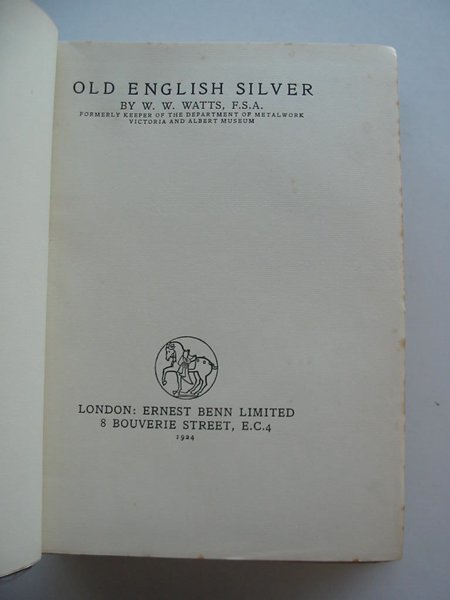 OLD ENGLISH SILVER
BY W. W. WATTS, F.S.A.
FORMERLY KEEPER OF THE DEPARTMENT OF METALWORK
VICTORIA AND ALBERT MUSEUM
LONDON: ERNEST BENN LIMITED
8 BOUVERIE STREET, E.C.4
1924